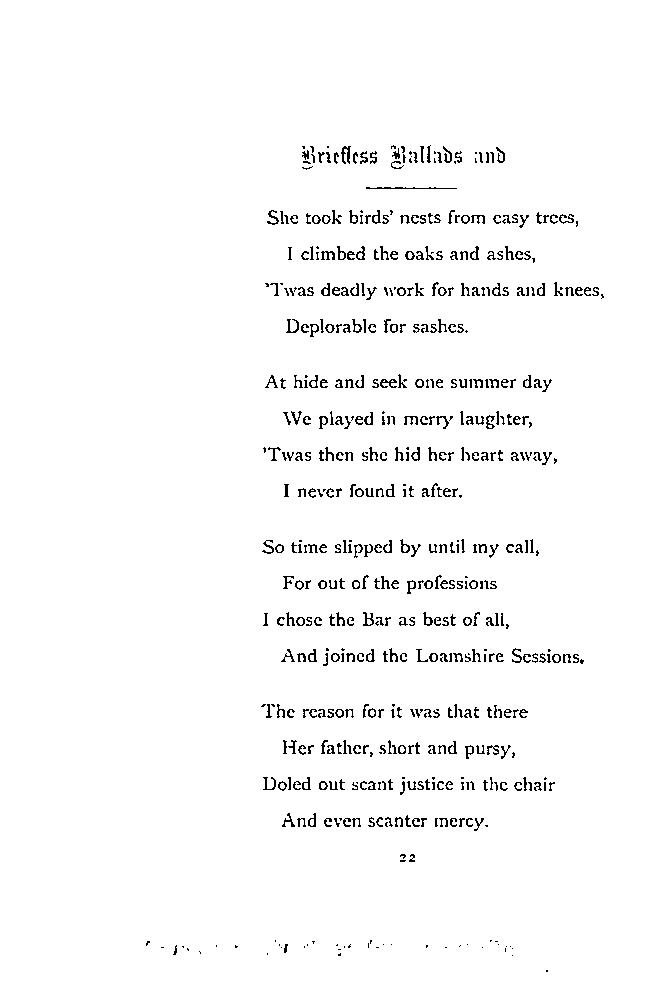 Briefless Ballads and
She took birds' nests from easy trees,
I climbed the oaks and ashes,
'Twas deadly work for hands and knees,
Deplorable for sashes.
At hide and seek one summer day
We played in merry laughter,
'Twas then she hid her heart away,
I never found it after.
So time slipped by until my call,
For out of the professions
I chose the Bar as best of all,
And joined the Loamshire Sessions.
The reason for it was that there
Her father, short and pursy,
Doled out scant justice in the chair
And even scanter mercy.
22